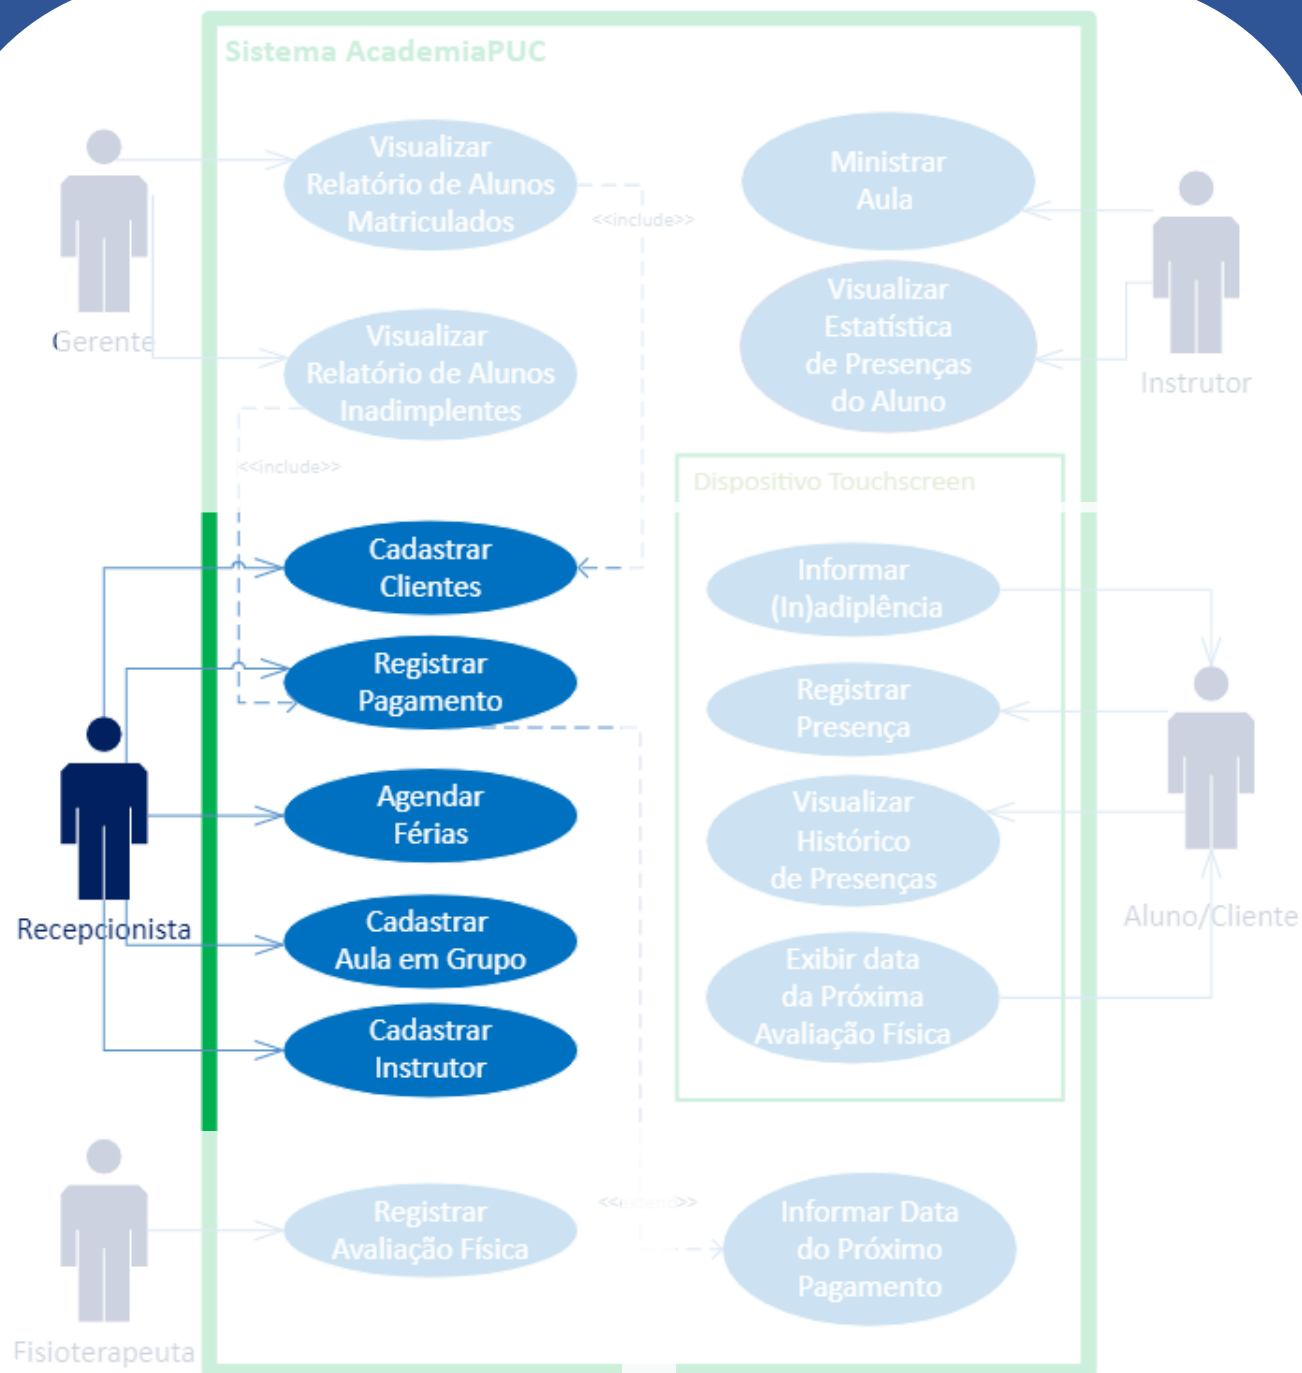 Sistema AcademiaPUC
Visualizar
Relatório de Alunos
Matriculados
<<include>>
Ministrar
Aula
Gerente
Visualizar
Relatório de Alunos
Inadimplentes
<<include>>
Visualizar
Estatística
de Presenças
do Aluno
Instrutor
Dispositivo Touchscreen
Cadastrar
Clientes
Registrar
Pagamento
Agendar
Férias
Cadastrar
Aula em Grupo
Cadastrar
Instrutor
Recepcionista
Informar
(In)adiplência
Registrar
Presença
Visualizar
Histórico
de Presenças
Exibir data
da Próxima
Avaliação Física
Aluno/Cliente
Registrar
Avaliação Física
<<extend>>
Informar Data
do Próximo
Pagamento
Fisioterapeuta